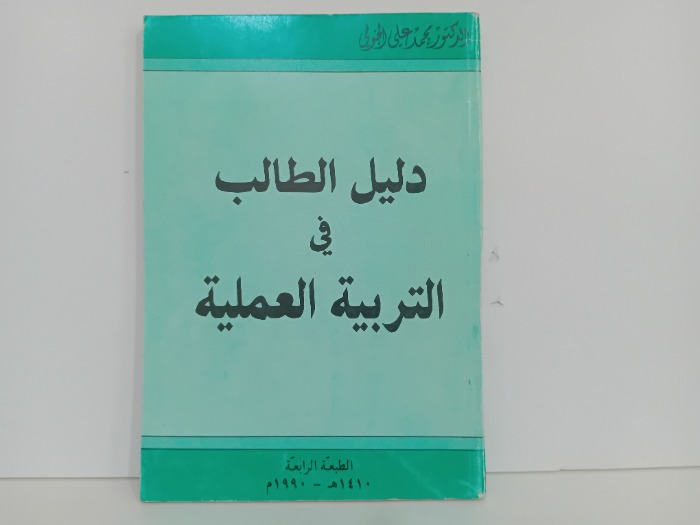 الدكتور محمد علي الخولي
دليل الطالب
في
التربية العملية
الطبعة الرابعة
١٤١٠هـ - ١٩٩٠م